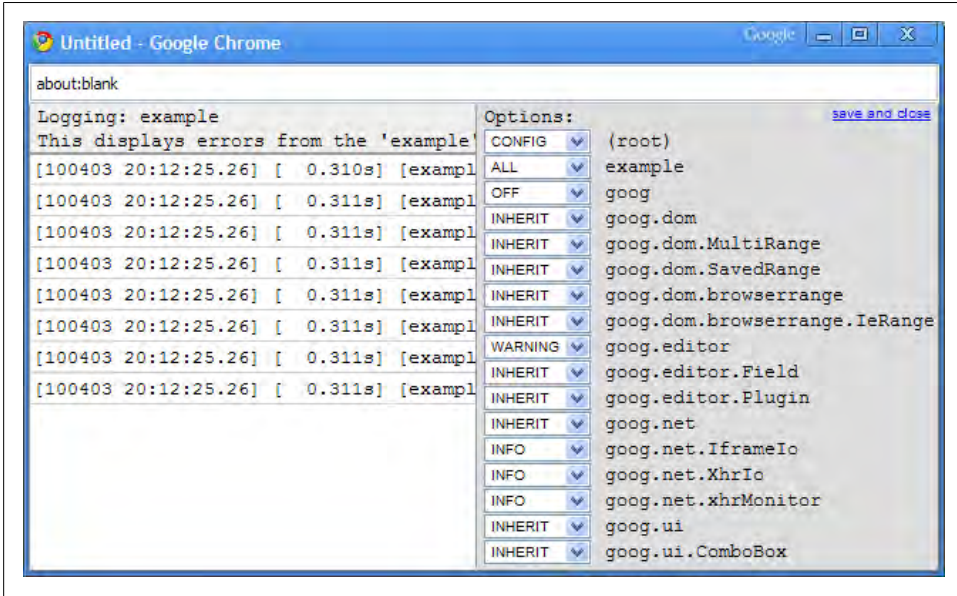 Untitled - Google Chrome
Google
X
about:blank
Logging: example
This displays errors from the 'example'
[100403 20:12:25.26] [  0.310s] [exampl
[100403 20:12:25.26] [  0.311s] [exampl
[100403 20:12:25.26] [  0.311s] [exampl
[100403 20:12:25.26] [  0.311s] [exampl
[100403 20:12:25.26] [  0.311s] [exampl
[100403 20:12:25.26] [  0.311s] [exampl
[100403 20:12:25.26] [  0.311s] [exampl
[100403 20:12:25.26] [  0.311s] [exampl
Options:
save and close
CONFIG (root)
ALL example
OFF goog
INHERIT goog.dom
INHERIT goog.dom.MultiRange
INHERIT goog.dom.SavedRange
INHERIT goog.dom.browserrange
INHERIT goog.dom.browserrange.IeRange
WARNING goog.editor
INHERIT goog.editor.Field
INHERIT goog.editor.Plugin
INHERIT goog.net
INFO goog.net.IframeIo
INFO goog.net.XhrIo
INFO goog.net.xhrMonitor
INHERIT goog.ui
INHERIT goog.ui.ComboBox